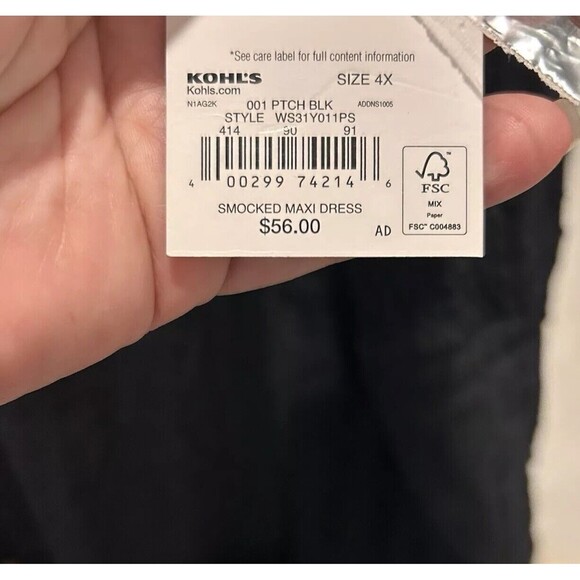 *See care label for full content information
KOHL'S SIZE 4X
Kohls.com
N1AG2K 001 PTCH BLK ADDNS1005
STYLE WS31Y011PS
414 90 91
4 00299 74214 6
SMOCKED MAXI DRESS
$56.00 AD
FSC
MIX
Paper
FSC™ C004883